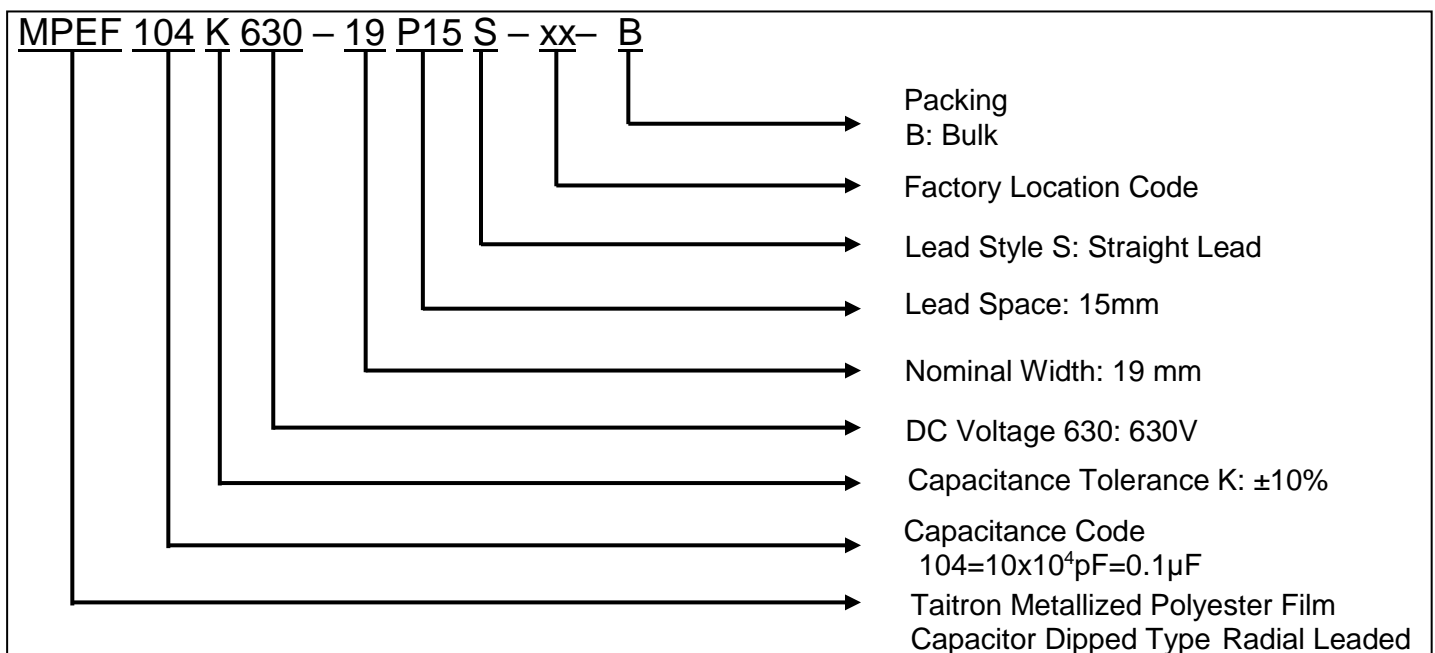 MPEF 104 K 630 – 19 P15 S – xx– B
Packing
B: Bulk
Factory Location Code
Lead Style S: Straight Lead
Lead Space: 15mm
Nominal Width: 19 mm
DC Voltage 630: 630V
Capacitance Tolerance K: ±10%
Capacitance Code
104=10x10⁴pF=0.1µF
Taitron Metallized Polyester Film
Capacitor Dipped Type Radial Leaded